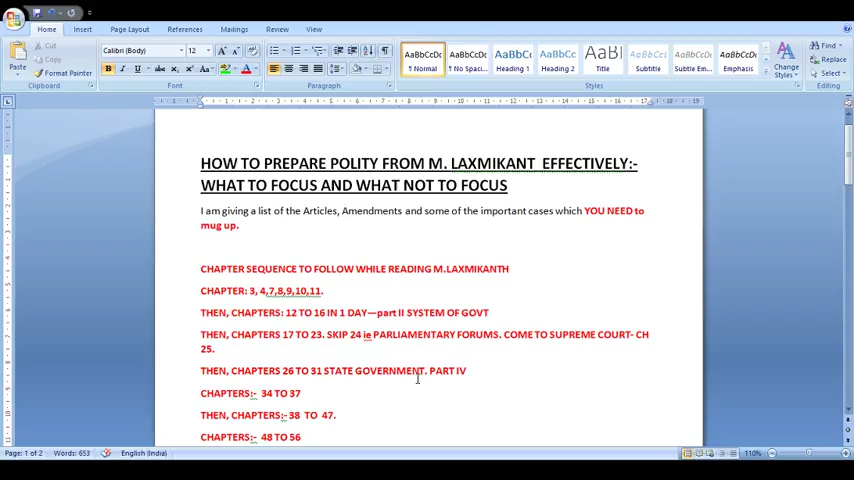 Home Insert Page Layout References Mailings Review View
Paste Cut Copy Format Painter Clipboard
Calibri (Body) 12 Font
Paragraph
AaBbCcDc AaBbCcDc AaBbCc AaBbCc AaBb AaBbCcDc AaBbCcDc AaBbCcDc
¶ Normal ¶ No Spaci... Heading 1 Heading 2 Title Subtitle Subtle Em... Emphasis
Styles
Change Styles
Find Replace Select Editing
HOW TO PREPARE POLITY FROM M. LAXMIKANT EFFECTIVELY:-
WHAT TO FOCUS AND WHAT NOT TO FOCUS
I am giving a list of the Articles, Amendments and some of the important cases which YOU NEED to
mug up.
CHAPTER SEQUENCE TO FOLLOW WHILE READING M.LAXMIKANTH
CHAPTER: 3, 4,7,8,9,10,11.
THEN, CHAPTERS: 12 TO 16 IN 1 DAY—part II SYSTEM OF GOVT
THEN, CHAPTERS 17 TO 23. SKIP 24 ie PARLIAMENTARY FORUMS. COME TO SUPREME COURT- CH
25.
THEN, CHAPTERS 26 TO 31 STATE GOVERNMENT. PART IV
CHAPTERS:- 34 TO 37
THEN, CHAPTERS:- 38 TO 47.
CHAPTERS:- 48 TO 56
Page: 1 of 2 Words: 653 English (India) 110%